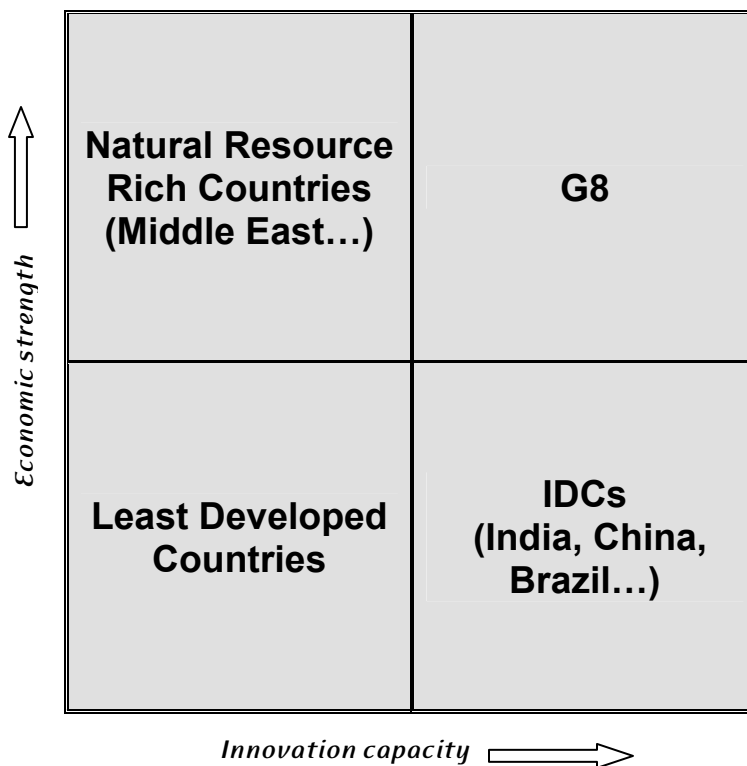 Natural Resource
Rich Countries
(Middle East…)
G8
Economic strength
Least Developed
Countries
IDCs
(India, China,
Brazil…)
Innovation capacity